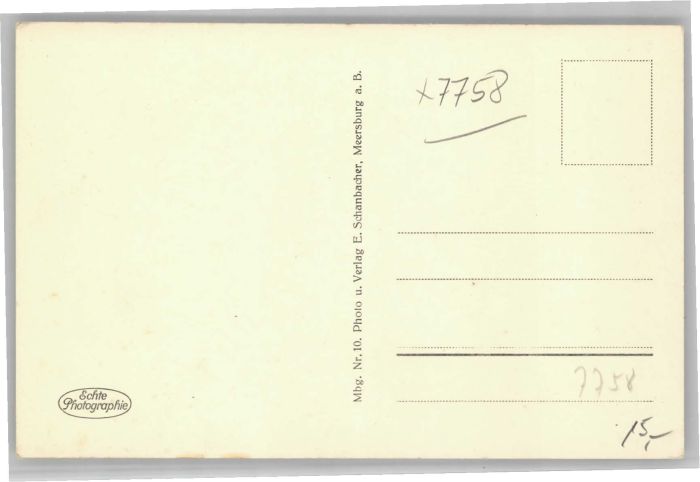 x7758
Mbg. Nr. 10. Photo u. Verlag E. Schanbacher, Meersburg a. B.
7758
Echte
Photographie
15,-